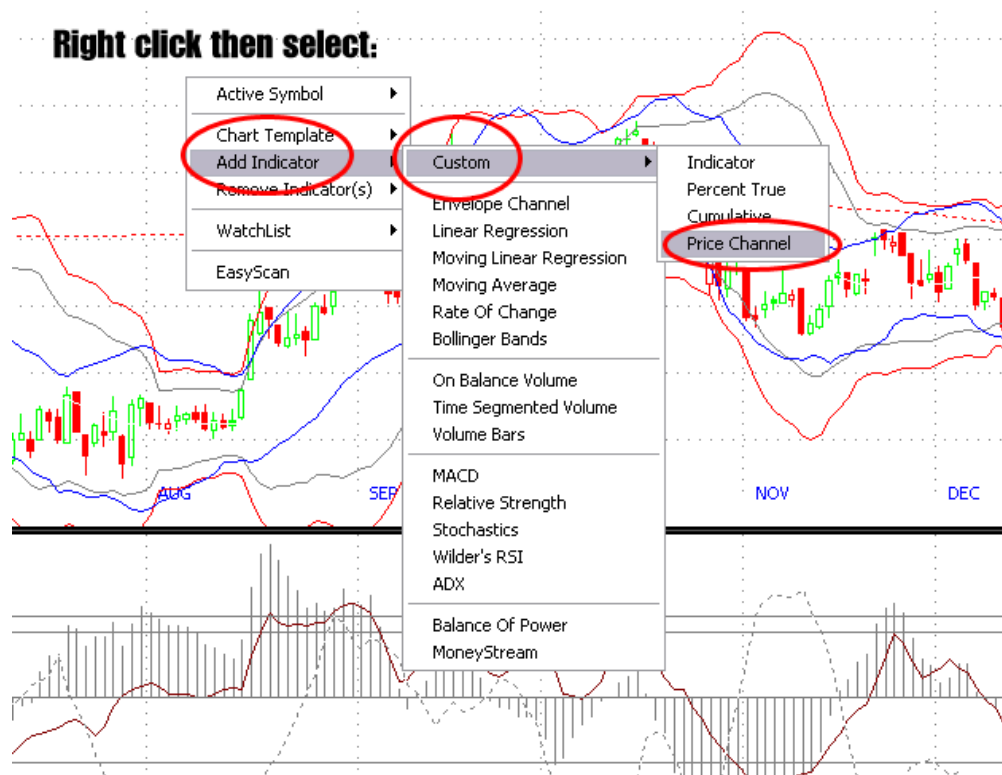 Right click then select:
Active Symbol
Chart Template
Add Indicator
Remove Indicator(s)
WatchList
EasyScan
Custom
Envelope Channel
Linear Regression
Moving Linear Regression
Moving Average
Rate Of Change
Bollinger Bands
On Balance Volume
Time Segmented Volume
Volume Bars
MACD
Relative Strength
Stochastics
Wilder's RSI
ADX
Balance Of Power
MoneyStream
Indicator
Percent True
Cumulative
Price Channel
AUG
SEP
NOV
DEC